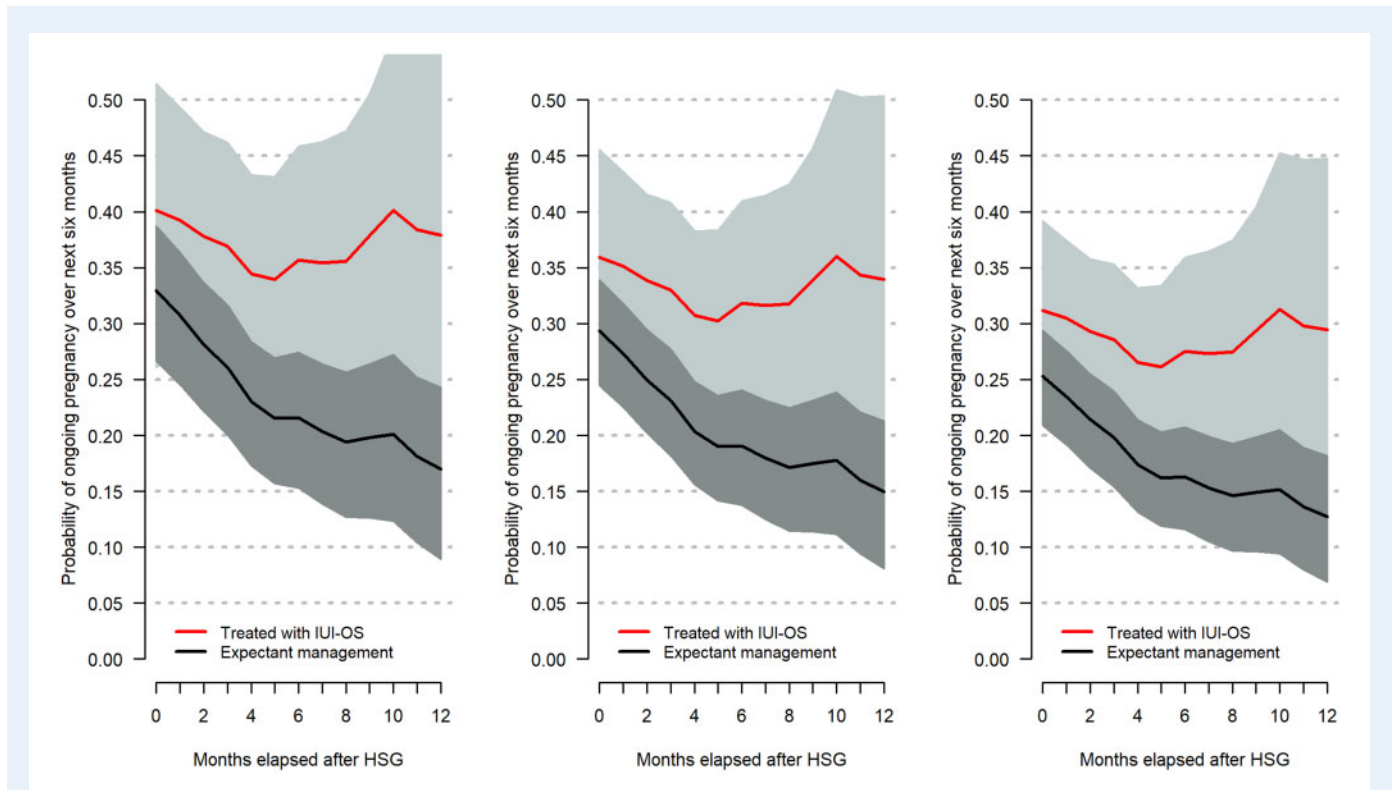 Probability of ongoing pregnancy over next six months
0.50
0.45
0.40
0.35
0.30
0.25
0.20
0.15
0.10
0.05
0.00
Treated with IUI-OS
Expectant management
0 2 4 6 8 10 12
Months elapsed after HSG
Probability of ongoing pregnancy over next six months
0.50
0.45
0.40
0.35
0.30
0.25
0.20
0.15
0.10
0.05
0.00
Treated with IUI-OS
Expectant management
0 2 4 6 8 10 12
Months elapsed after HSG
Probability of ongoing pregnancy over next six months
0.50
0.45
0.40
0.35
0.30
0.25
0.20
0.15
0.10
0.05
0.00
Treated with IUI-OS
Expectant management
0 2 4 6 8 10 12
Months elapsed after HSG